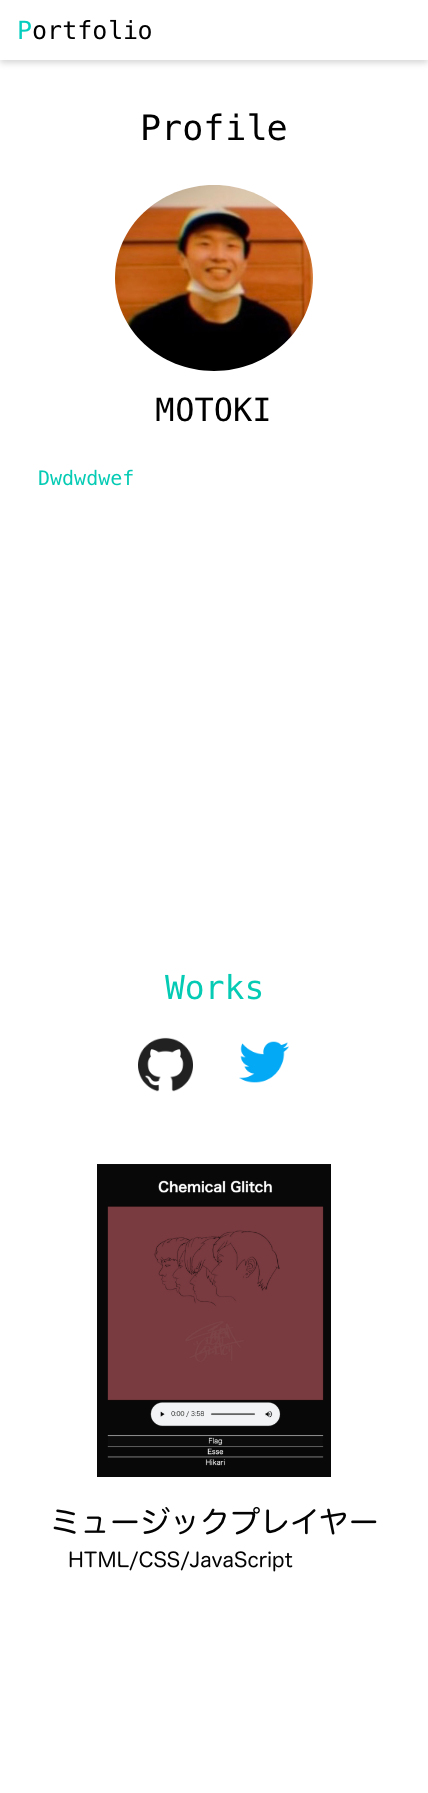 Portfolio
Profile
MOTOKI
Dwdwdwef
Works
Chemical Glitch
0:00 / 3:58
Flag
Esse
Hikari
ミュージックプレイヤー
HTML/CSS/JavaScript